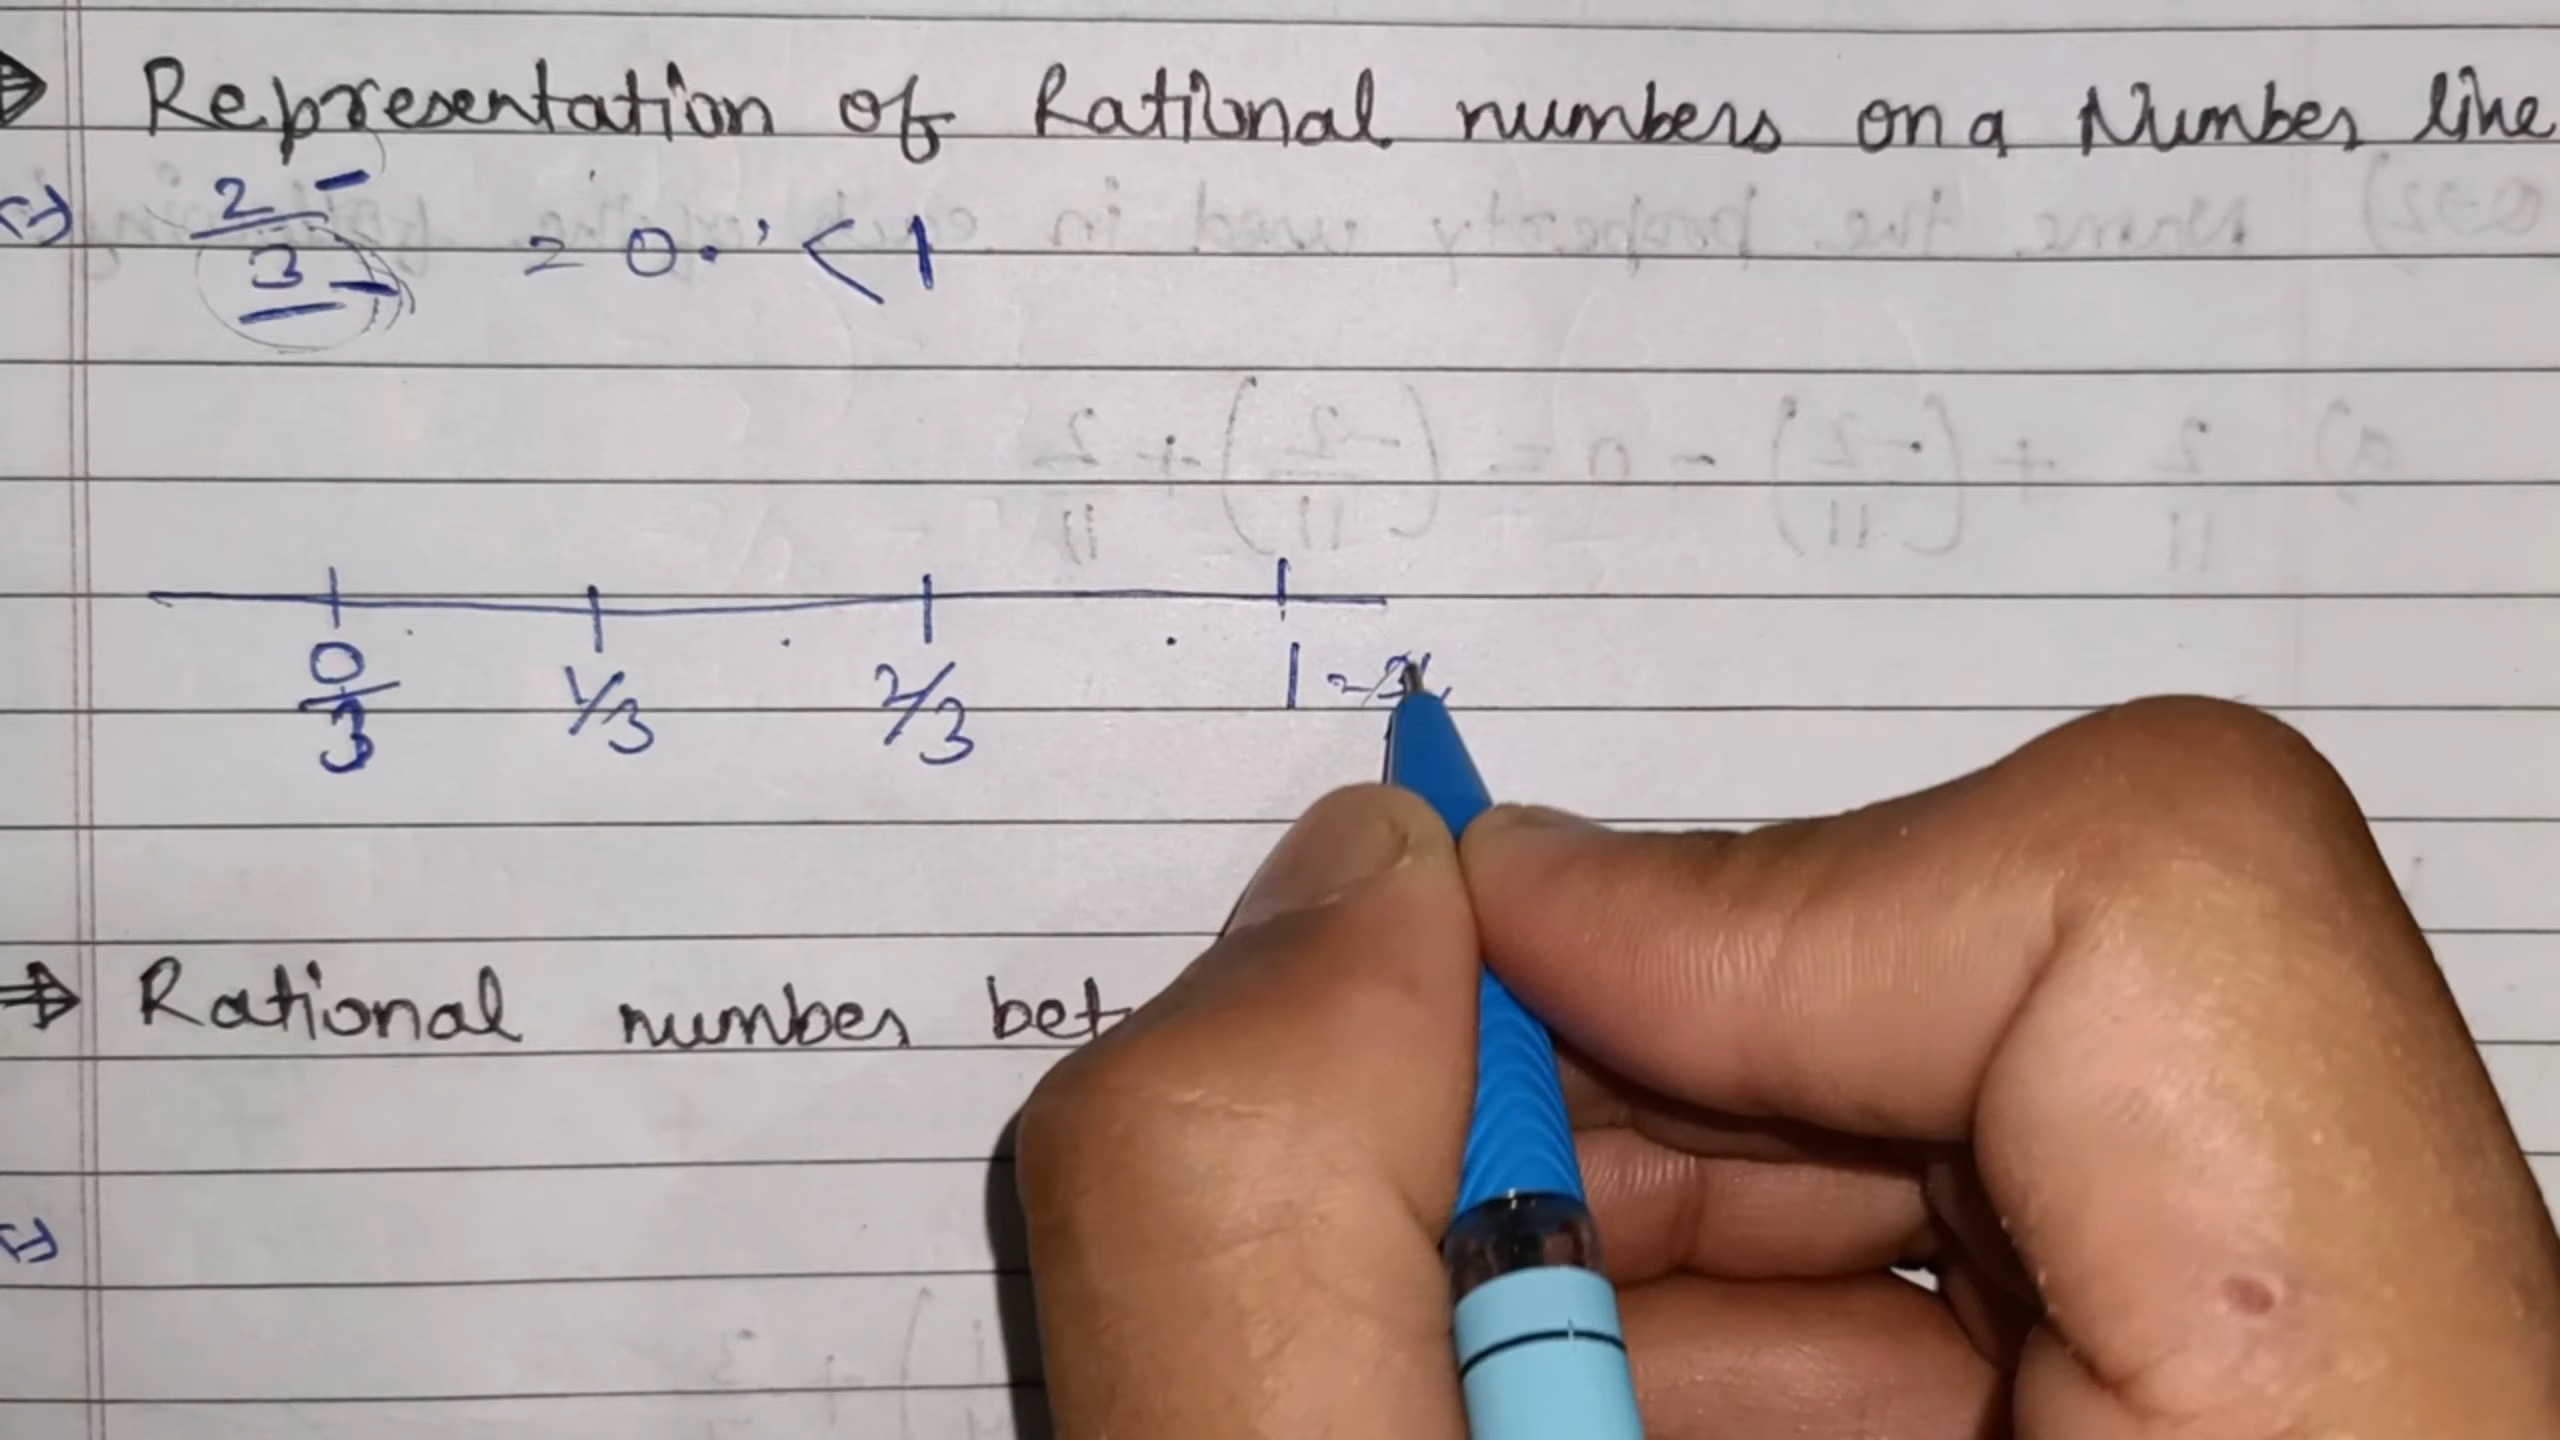 Representation of Rational numbers on a Number line
2/3 = 0. < 1
0/3 1/3 2/3 1 =
Rational number bet